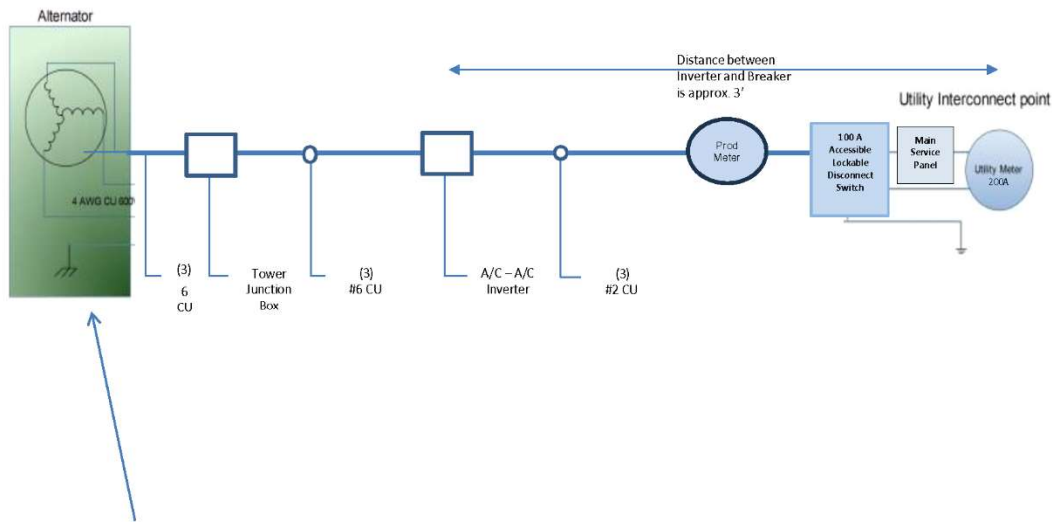 Alternator
Distance between
Inverter and Breaker
is approx. 3'
Utility Interconnect point
Prod
Meter
100 A
Accessible
Lockable
Disconnect
Switch
Main
Service
Panel
Utility Meter
200A
4 AWG CU 600
(3)
6
CU
Tower
Junction
Box
(3)
#6 CU
A/C – A/C
Inverter
(3)
#2 CU